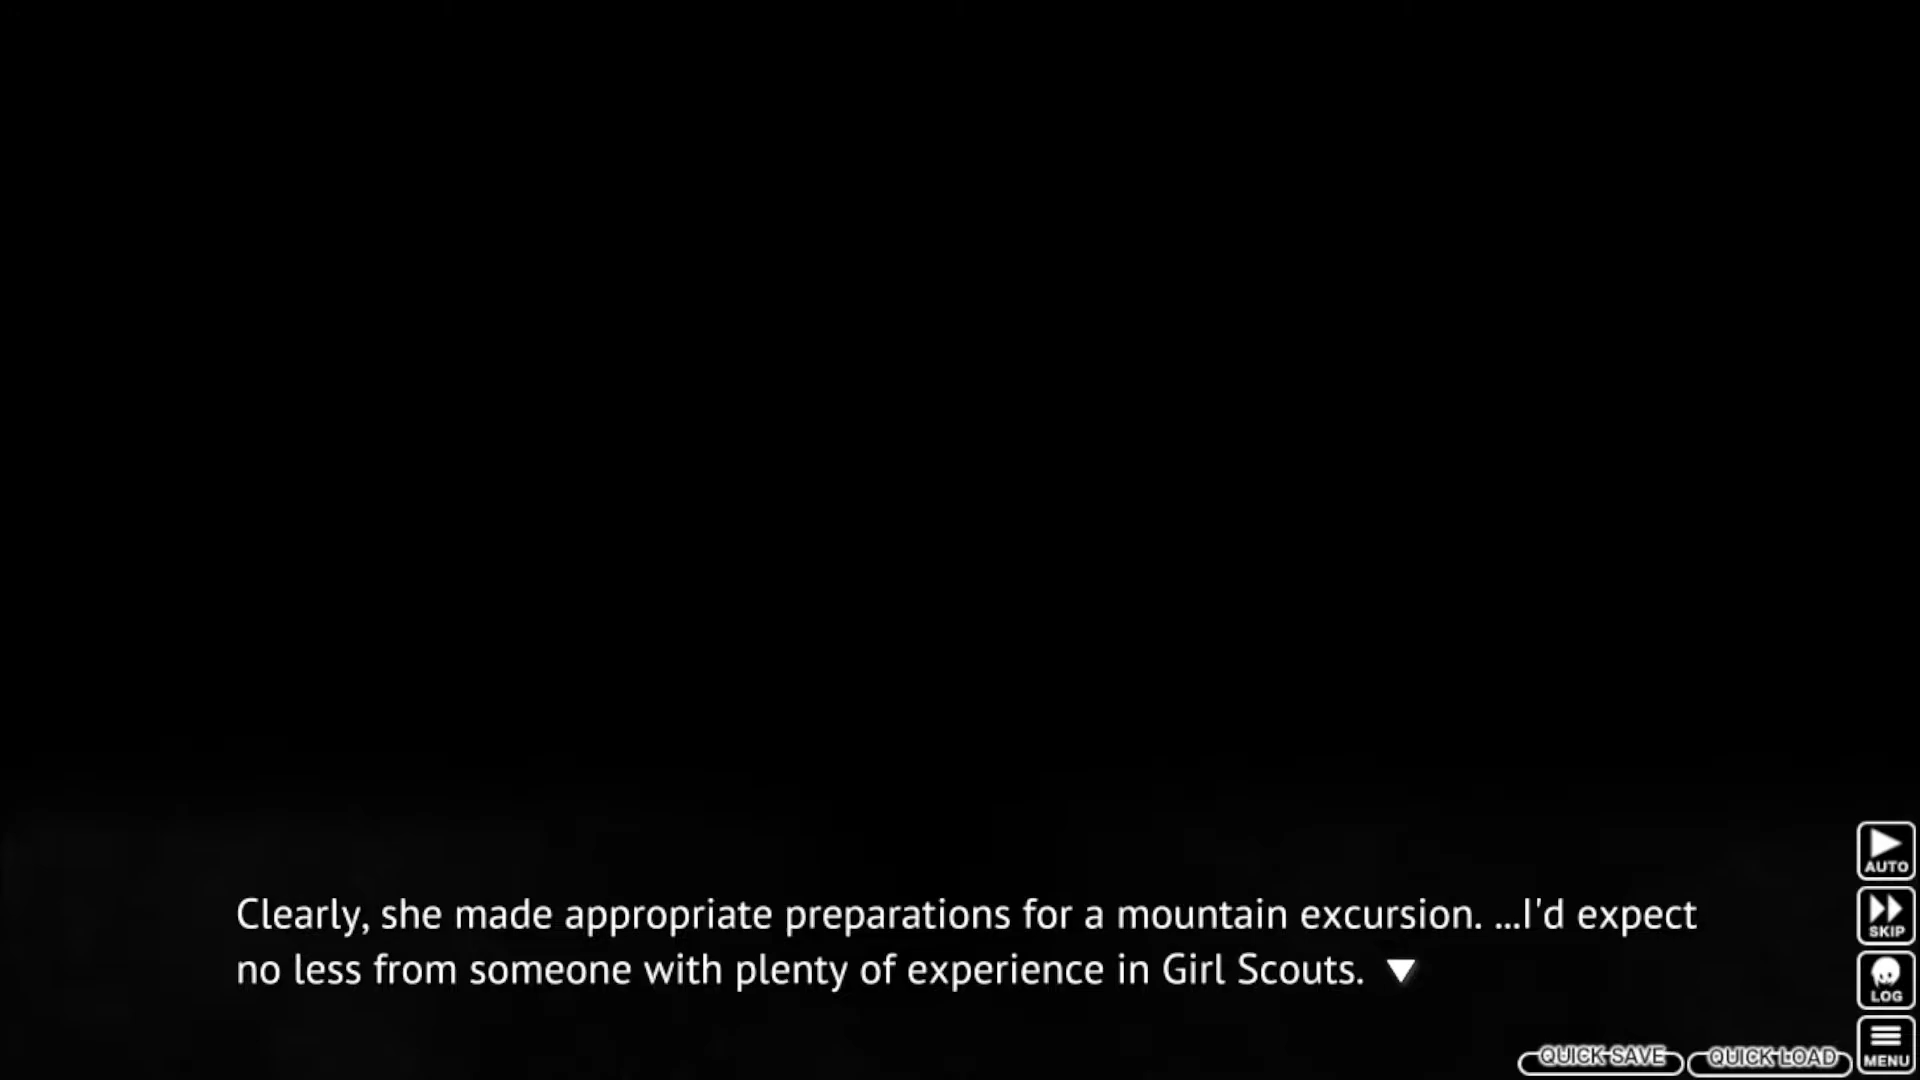 Clearly, she made appropriate preparations for a mountain excursion. ...I'd expect
no less from someone with plenty of experience in Girl Scouts. ▼
AUTO
SKIP
LOG
MENU
QUICK SAVE
QUICK LOAD